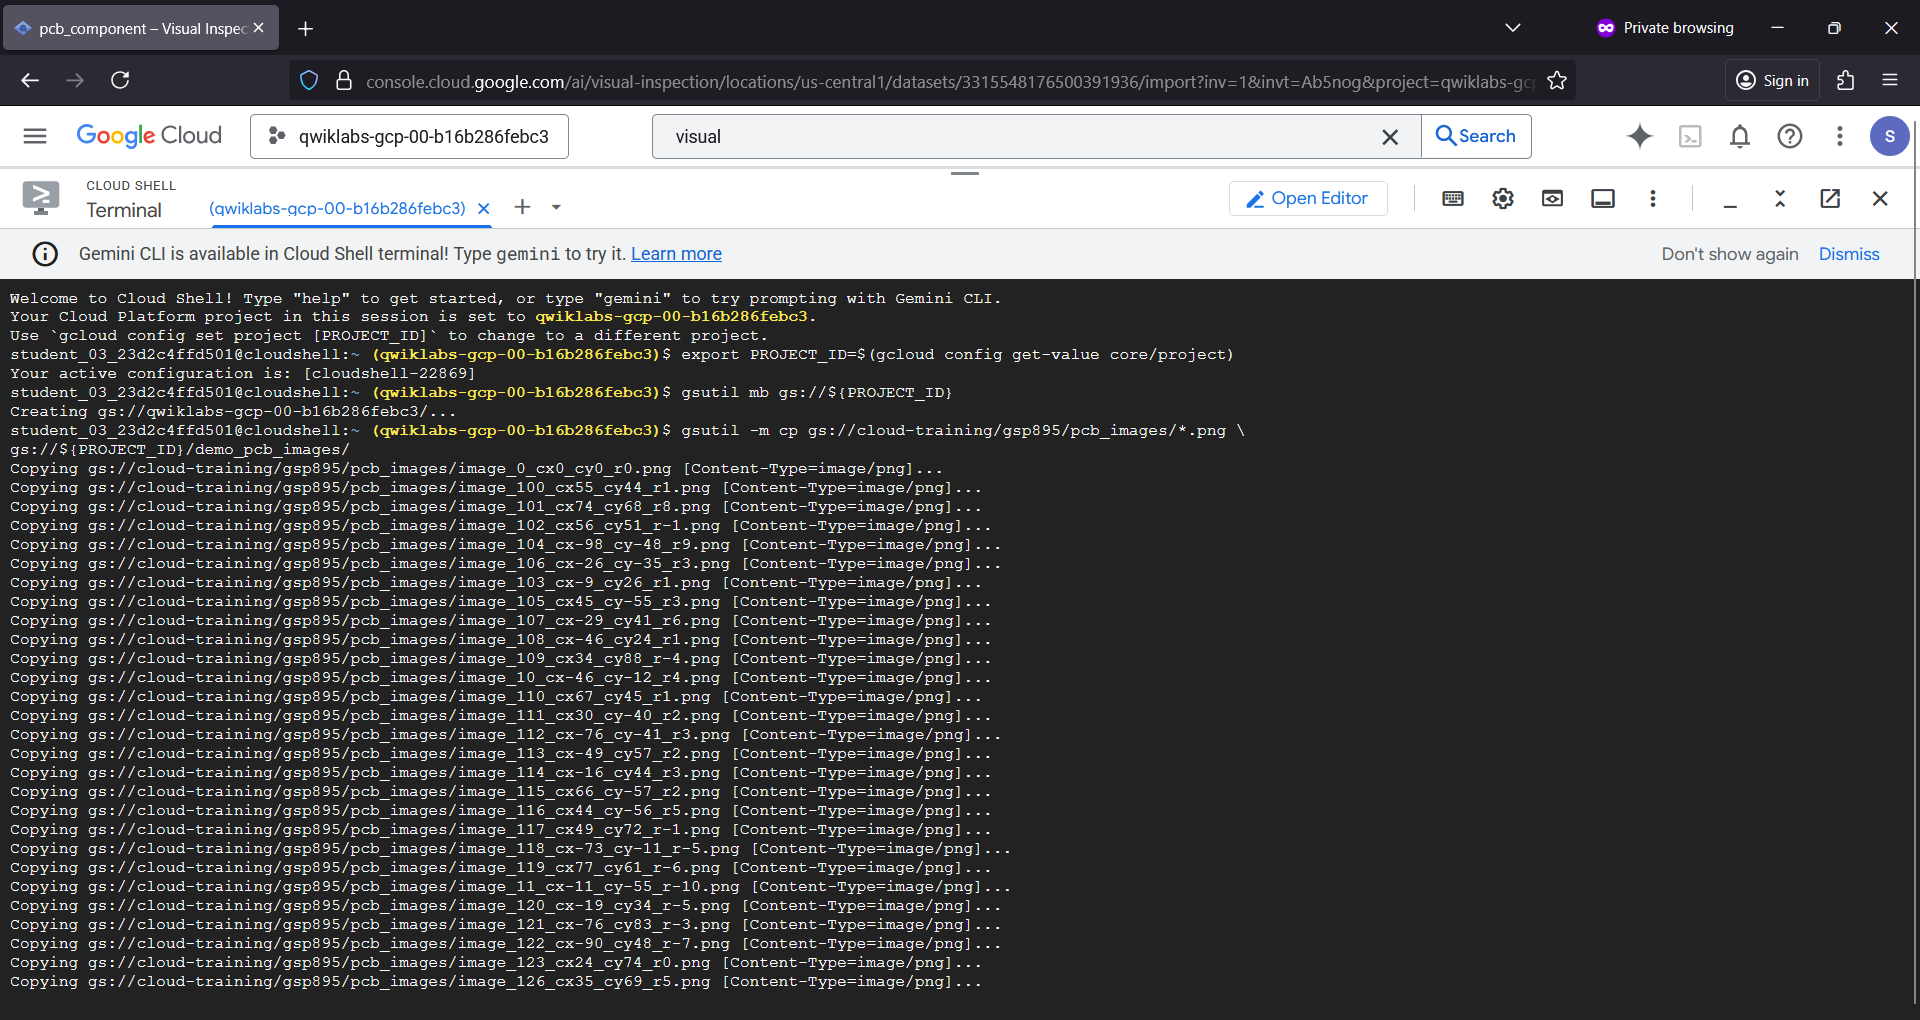 pcb_component – Visual Inspec
Private browsing
console.cloud.google.com/ai/visual-inspection/locations/us-central1/datasets/3315548176500391936/import?inv=1&invt=Ab5nog&project=qwiklabs-gcp
Sign in
Google Cloud
qwiklabs-gcp-00-b16b286febc3
visual
Search
S
CLOUD SHELL
Terminal
(qwiklabs-gcp-00-b16b286febc3)
Open Editor
Gemini CLI is available in Cloud Shell terminal! Type gemini to try it. Learn more
Don't show again
Dismiss
Welcome to Cloud Shell! Type "help" to get started, or type "gemini" to try prompting with Gemini CLI.
Your Cloud Platform project in this session is set to qwiklabs-gcp-00-b16b286febc3.
Use `gcloud config set project [PROJECT_ID]` to change to a different project.
student_03_23d2c4ffd501@cloudshell:~ (qwiklabs-gcp-00-b16b286febc3)$ export PROJECT_ID=$(gcloud config get-value core/project)
Your active configuration is: [cloudshell-22869]
student_03_23d2c4ffd501@cloudshell:~ (qwiklabs-gcp-00-b16b286febc3)$ gsutil mb gs://${PROJECT_ID}
Creating gs://qwiklabs-gcp-00-b16b286febc3/...
student_03_23d2c4ffd501@cloudshell:~ (qwiklabs-gcp-00-b16b286febc3)$ gsutil -m cp gs://cloud-training/gsp895/pcb_images/*.png \
gs://${PROJECT_ID}/demo_pcb_images/
Copying gs://cloud-training/gsp895/pcb_images/image_0_cx0_cy0_r0.png [Content-Type=image/png]...
Copying gs://cloud-training/gsp895/pcb_images/image_100_cx55_cy44_r1.png [Content-Type=image/png]...
Copying gs://cloud-training/gsp895/pcb_images/image_101_cx74_cy68_r8.png [Content-Type=image/png]...
Copying gs://cloud-training/gsp895/pcb_images/image_102_cx56_cy51_r-1.png [Content-Type=image/png]...
Copying gs://cloud-training/gsp895/pcb_images/image_104_cx-98_cy-48_r9.png [Content-Type=image/png]...
Copying gs://cloud-training/gsp895/pcb_images/image_106_cx-26_cy-35_r3.png [Content-Type=image/png]...
Copying gs://cloud-training/gsp895/pcb_images/image_103_cx-9_cy26_r1.png [Content-Type=image/png]...
Copying gs://cloud-training/gsp895/pcb_images/image_105_cx45_cy-55_r3.png [Content-Type=image/png]...
Copying gs://cloud-training/gsp895/pcb_images/image_107_cx-29_cy41_r6.png [Content-Type=image/png]...
Copying gs://cloud-training/gsp895/pcb_images/image_108_cx-46_cy24_r1.png [Content-Type=image/png]...
Copying gs://cloud-training/gsp895/pcb_images/image_109_cx34_cy88_r-4.png [Content-Type=image/png]...
Copying gs://cloud-training/gsp895/pcb_images/image_10_cx-46_cy-12_r4.png [Content-Type=image/png]...
Copying gs://cloud-training/gsp895/pcb_images/image_110_cx67_cy45_r1.png [Content-Type=image/png]...
Copying gs://cloud-training/gsp895/pcb_images/image_111_cx30_cy-40_r2.png [Content-Type=image/png]...
Copying gs://cloud-training/gsp895/pcb_images/image_112_cx-76_cy-41_r3.png [Content-Type=image/png]...
Copying gs://cloud-training/gsp895/pcb_images/image_113_cx-49_cy57_r2.png [Content-Type=image/png]...
Copying gs://cloud-training/gsp895/pcb_images/image_114_cx-16_cy44_r3.png [Content-Type=image/png]...
Copying gs://cloud-training/gsp895/pcb_images/image_115_cx66_cy-57_r2.png [Content-Type=image/png]...
Copying gs://cloud-training/gsp895/pcb_images/image_116_cx44_cy-56_r5.png [Content-Type=image/png]...
Copying gs://cloud-training/gsp895/pcb_images/image_117_cx49_cy72_r-1.png [Content-Type=image/png]...
Copying gs://cloud-training/gsp895/pcb_images/image_118_cx-73_cy-11_r-5.png [Content-Type=image/png]...
Copying gs://cloud-training/gsp895/pcb_images/image_119_cx77_cy61_r-6.png [Content-Type=image/png]...
Copying gs://cloud-training/gsp895/pcb_images/image_11_cx-11_cy-55_r-10.png [Content-Type=image/png]...
Copying gs://cloud-training/gsp895/pcb_images/image_120_cx-19_cy34_r-5.png [Content-Type=image/png]...
Copying gs://cloud-training/gsp895/pcb_images/image_121_cx-76_cy83_r-3.png [Content-Type=image/png]...
Copying gs://cloud-training/gsp895/pcb_images/image_122_cx-90_cy48_r-7.png [Content-Type=image/png]...
Copying gs://cloud-training/gsp895/pcb_images/image_123_cx24_cy74_r0.png [Content-Type=image/png]...
Copying gs://cloud-training/gsp895/pcb_images/image_126_cx35_cy69_r5.png [Content-Type=image/png]...